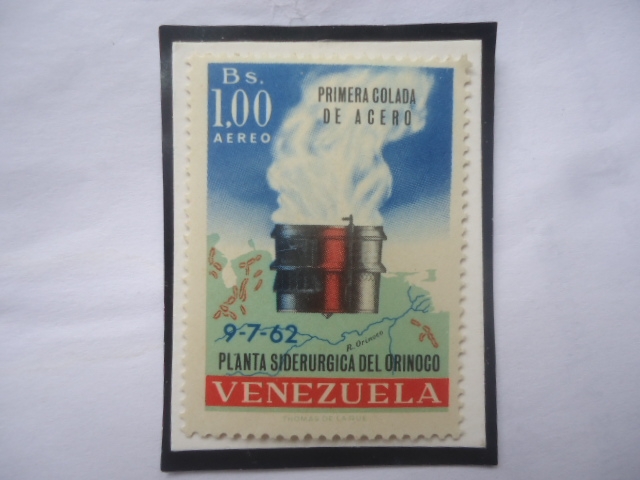 Bs.
1,00
AEREO
PRIMERA COLADA
DE ACERO
9-7-62
R. Orinoco
PLANTA SIDERURGICA DEL ORINOCO
VENEZUELA
THOMAS DE LA RUE